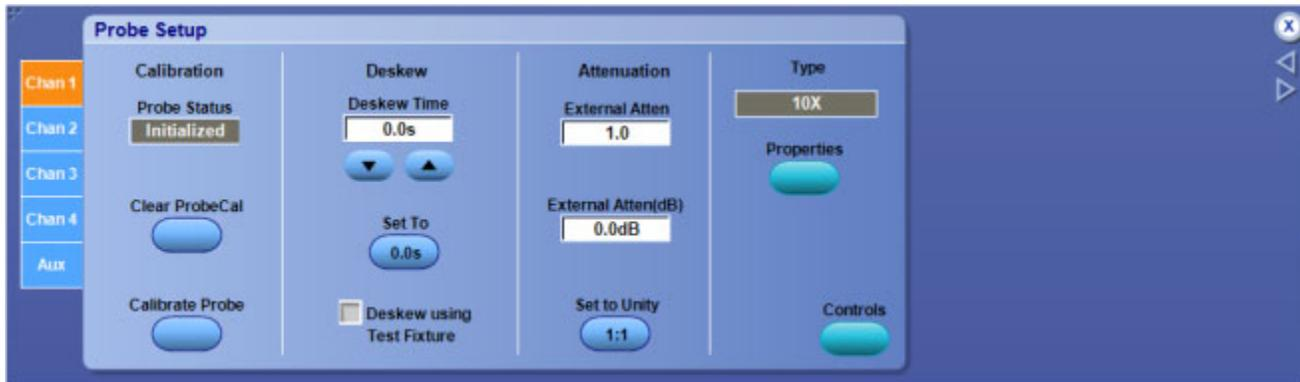 Probe Setup
Chan 1
Chan 2
Chan 3
Chan 4
Aux
Calibration
Probe Status
Initialized
Clear ProbeCal
Calibrate Probe
Deskew
Deskew Time
0.0s
Set To
0.0s
Deskew using
Test Fixture
Attenuation
External Atten
1.0
External Atten(dB)
0.0dB
Set to Unity
1:1
Type
10X
Properties
Controls
X